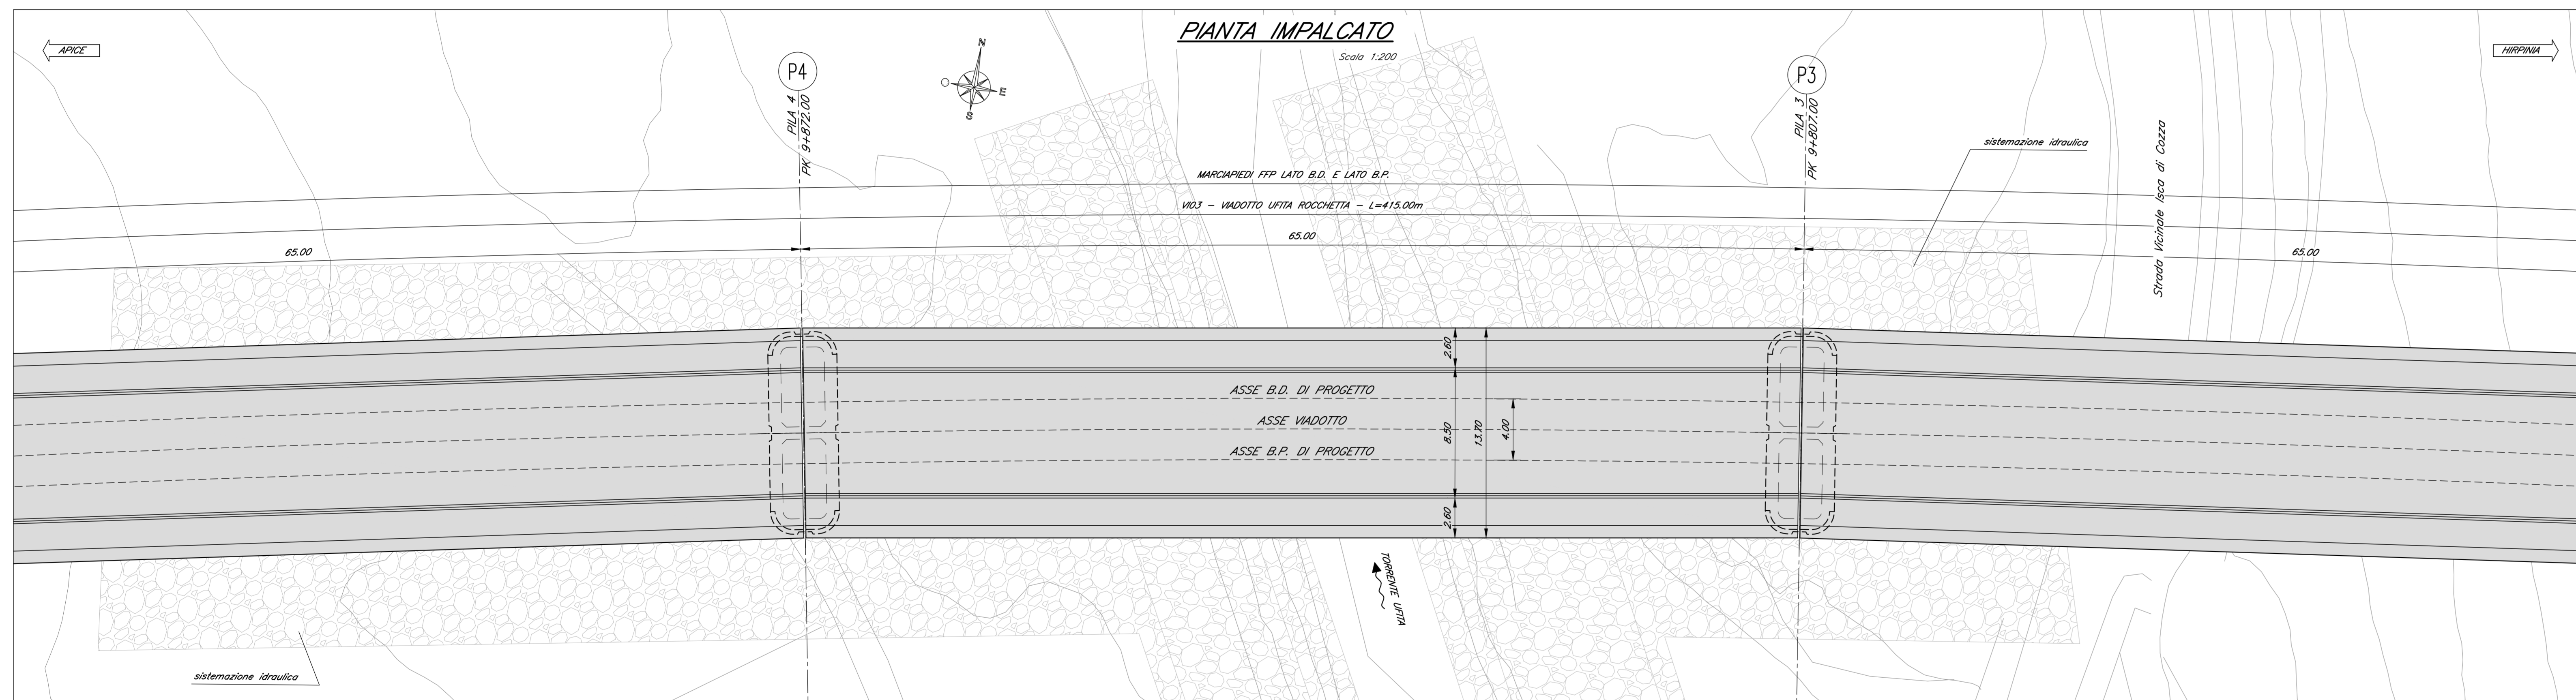 PIANTA IMPALCATO
Scala 1:200
APICE
HIRPINIA
P4
PILA 4
PK 9+872.00
N
O
E
S
P3
PILA 3
PK 9+807.00
sistemazione idraulica
Strada Vicinale Isca di Cozza
MARCIAPIEDI FFP LATO B.D. E LATO B.P.
VI03 - VIADOTTO UFITA ROCCHETTA - L=415.00m
65.00
65.00
65.00
2.60
8.50
2.60
13.70
4.00
ASSE B.D. DI PROGETTO
ASSE VIADOTTO
ASSE B.P. DI PROGETTO
TORRENTE UFITA
sistemazione idraulica